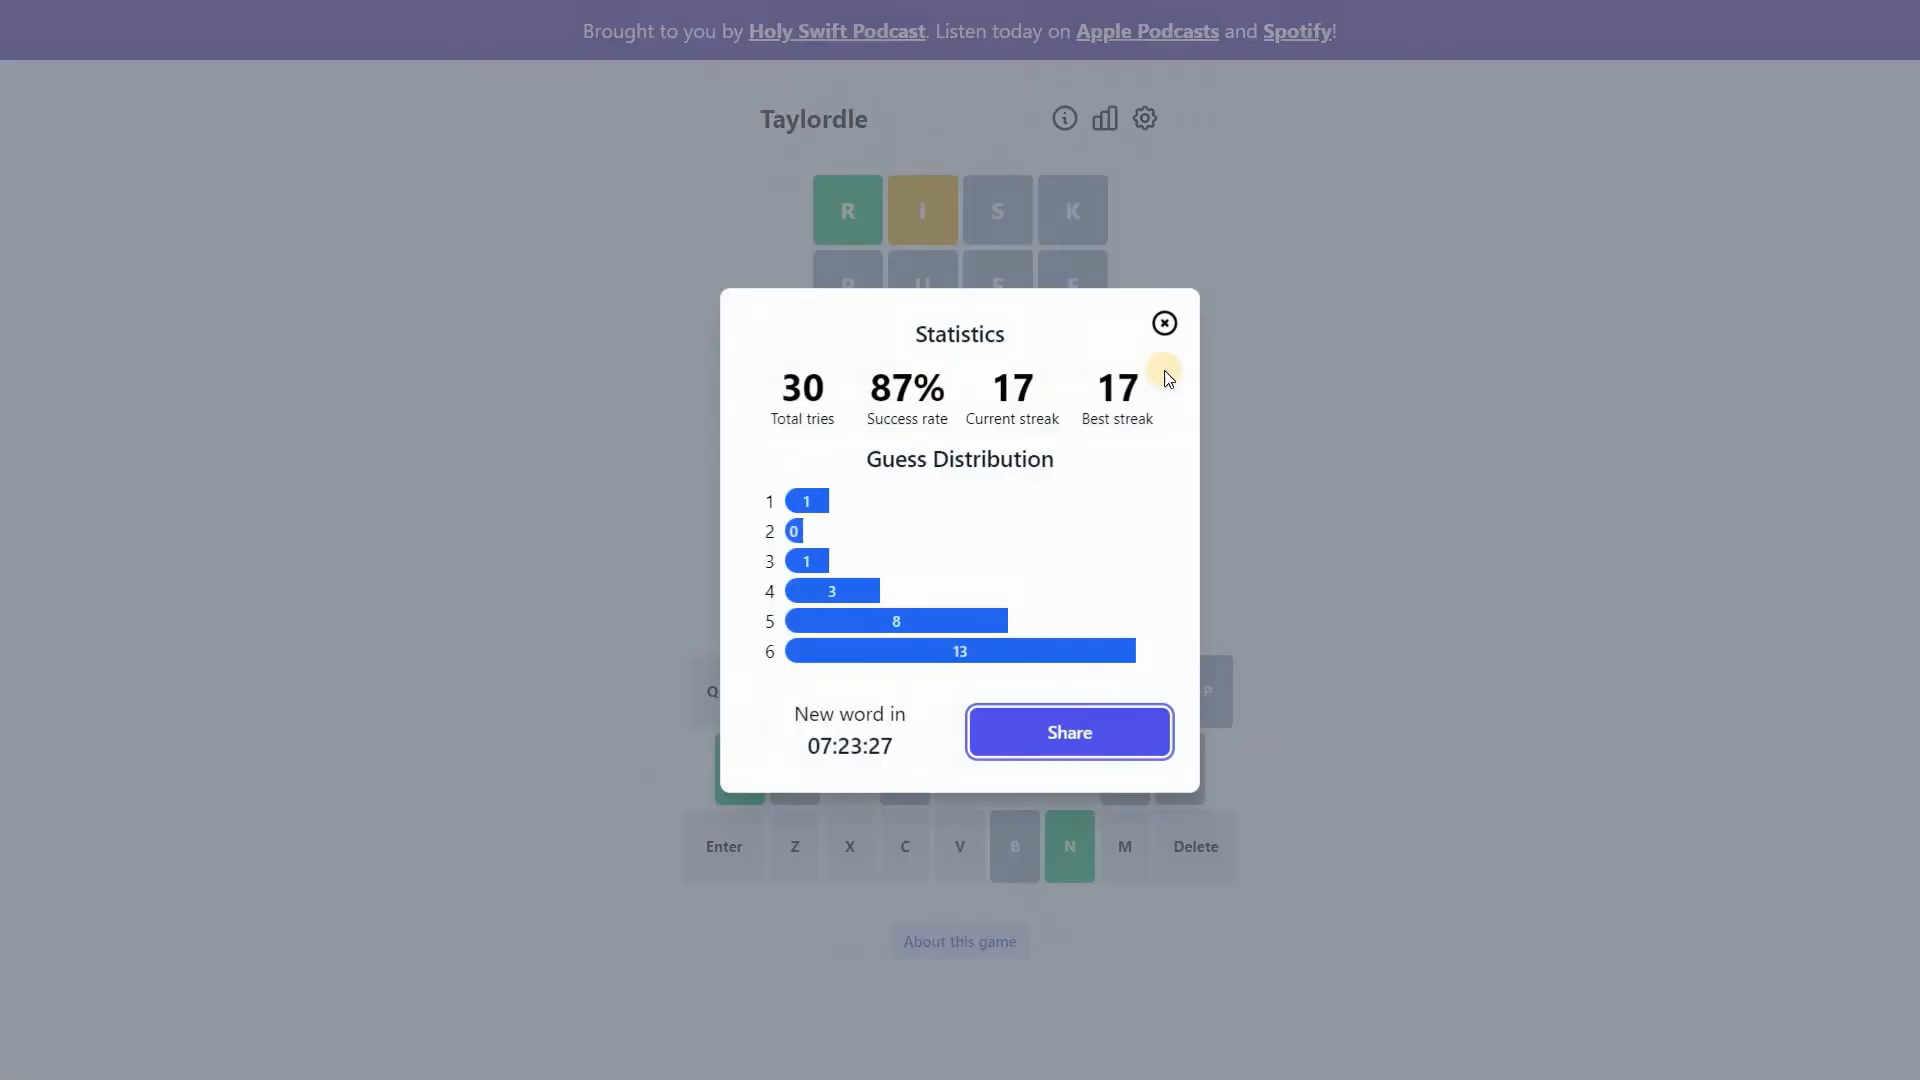 Brought to you by Holy Swift Podcast. Listen today on Apple Podcasts and Spotify!
Taylordle
R I S K
Statistics
30 87% 17 17
Total tries Success rate Current streak Best streak
Guess Distribution
1 1
2 0
3 1
4 3
5 8
6 13
Q P
New word in
07:23:27
Share
Enter Z X C V B N M Delete
About this game